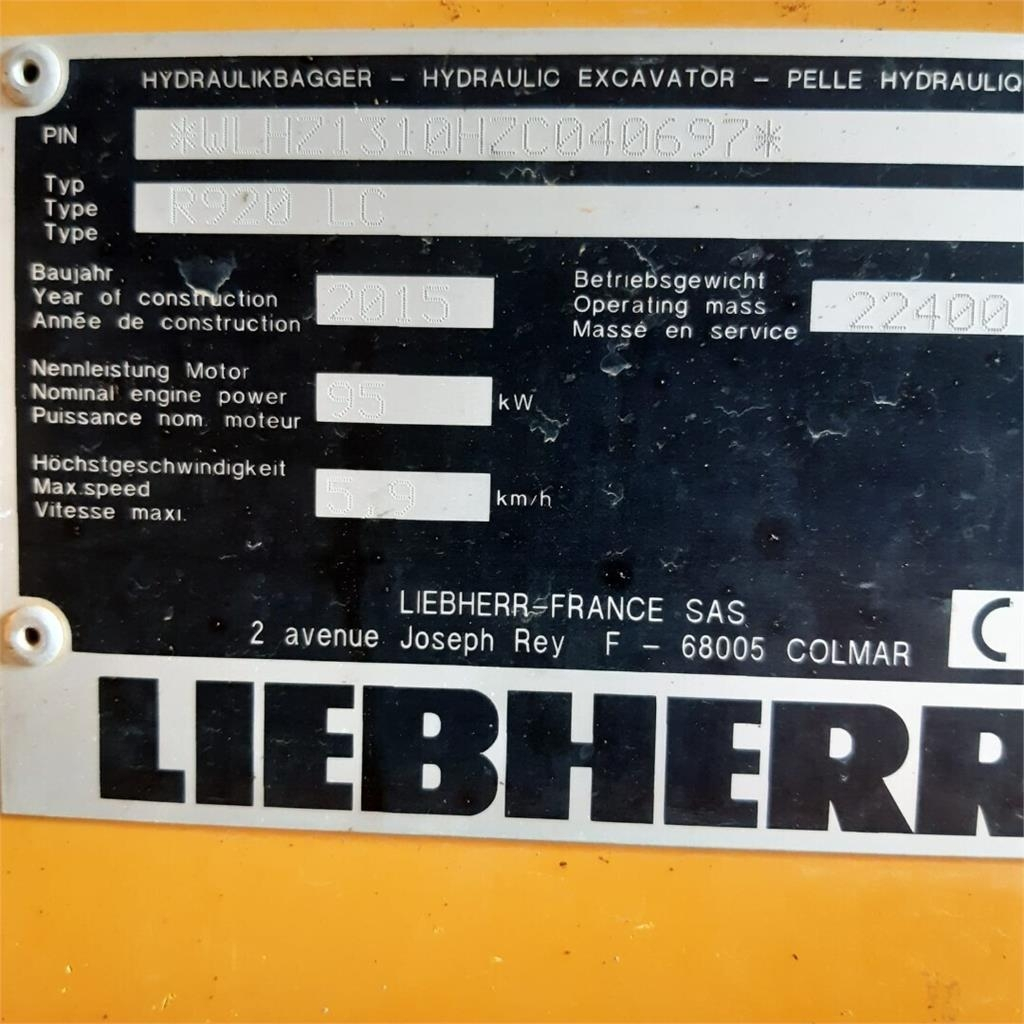 HYDRAULIKBAGGER – HYDRAULIC EXCAVATOR – PELLE HYDRAULIQ
PIN *WLHZ1310HZC040697*
Typ
Type R920 LC
Type
Baujahr
Year of construction 2015
Année de construction
Betriebsgewicht
Operating mass 22400
Masse en service
Nennleistung Motor
Nominal engine power 95 kW
Puissance nom. moteur
Höchstgeschwindigkeit
Max.speed 5,9 km/h
Vitesse maxi.
LIEBHERR–FRANCE SAS
2 avenue Joseph Rey F – 68005 COLMAR
LIEBHERR